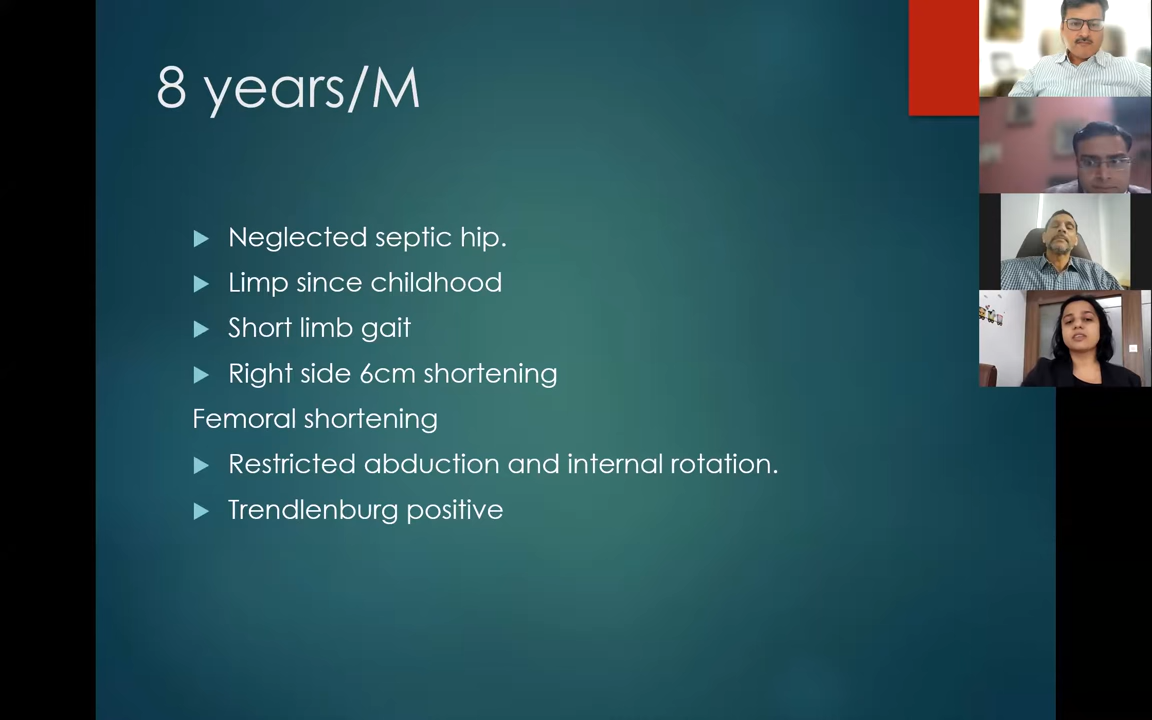 8 years/M
Neglected septic hip.
Limp since childhood
Short limb gait
Right side 6cm shortening
Femoral shortening
Restricted abduction and internal rotation.
Trendlenburg positive